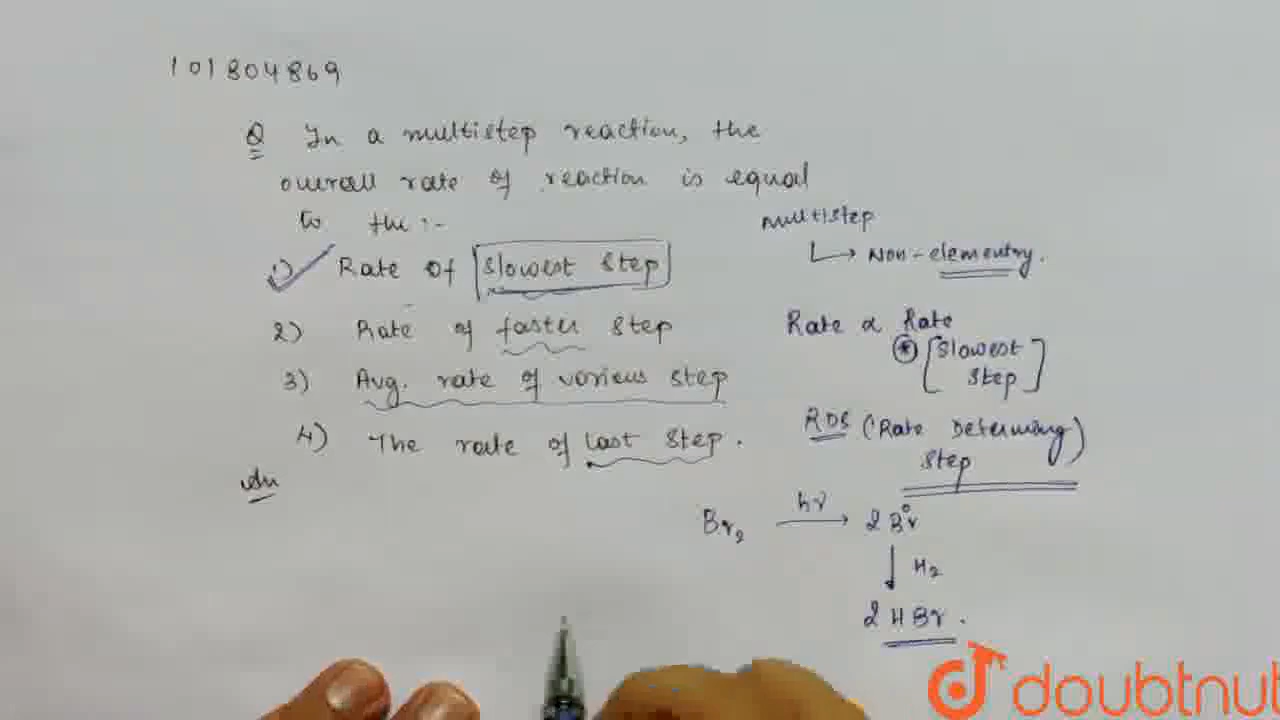 101804869
Q In a multistep reaction, the
overall rate of reaction is equal
to the :-
1) Rate of slowest step
2) Rate of faster step
3) Avg. rate of various step
4) The rate of last step.
Ans
multistep
↳ Non-elementry.
Rate α Rate
* [slowest
step]
RDS (Rate Determing
step)
Br2 hν → 2Br°
↓ H2
2HBr.
doubtnut